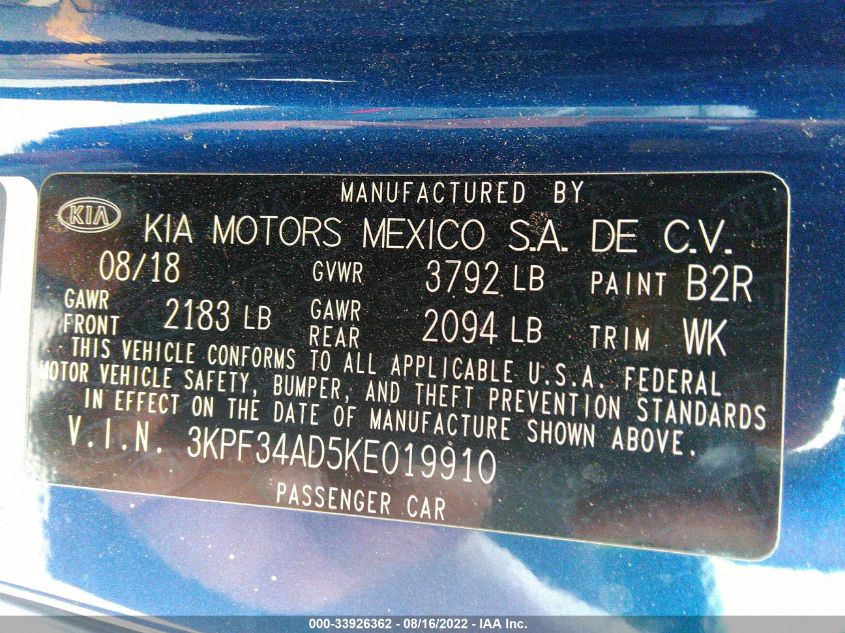 MANUFACTURED BY
KIA KIA MOTORS MEXICO S.A. DE C.V.
08/18 GVWR 3792 LB PAINT B2R
GAWR FRONT 2183 LB GAWR REAR 2094 LB TRIM WK
THIS VEHICLE CONFORMS TO ALL APPLICABLE U.S.A. FEDERAL
MOTOR VEHICLE SAFETY, BUMPER, AND THEFT PREVENTION STANDARDS
IN EFFECT ON THE DATE OF MANUFACTURE SHOWN ABOVE.
V.I.N. 3KPF34AD5KE019910
PASSENGER CAR
000-33926362 - 08/16/2022 - IAA Inc.